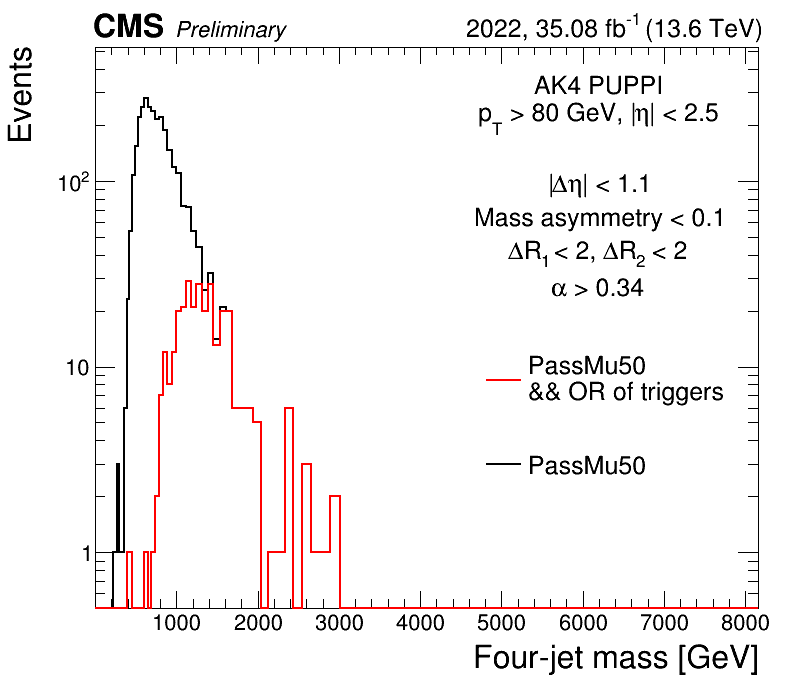 CMS Preliminary 2022, 35.08 fb⁻¹ (13.6 TeV)
Events
AK4 PUPPI
p_T > 80 GeV, |η| < 2.5
|Δη| < 1.1
Mass asymmetry < 0.1
ΔR₁ < 2, ΔR₂ < 2
α > 0.34
PassMu50
&& OR of triggers
PassMu50
10²
10
1
1000 2000 3000 4000 5000 6000 7000 8000
Four-jet mass [GeV]